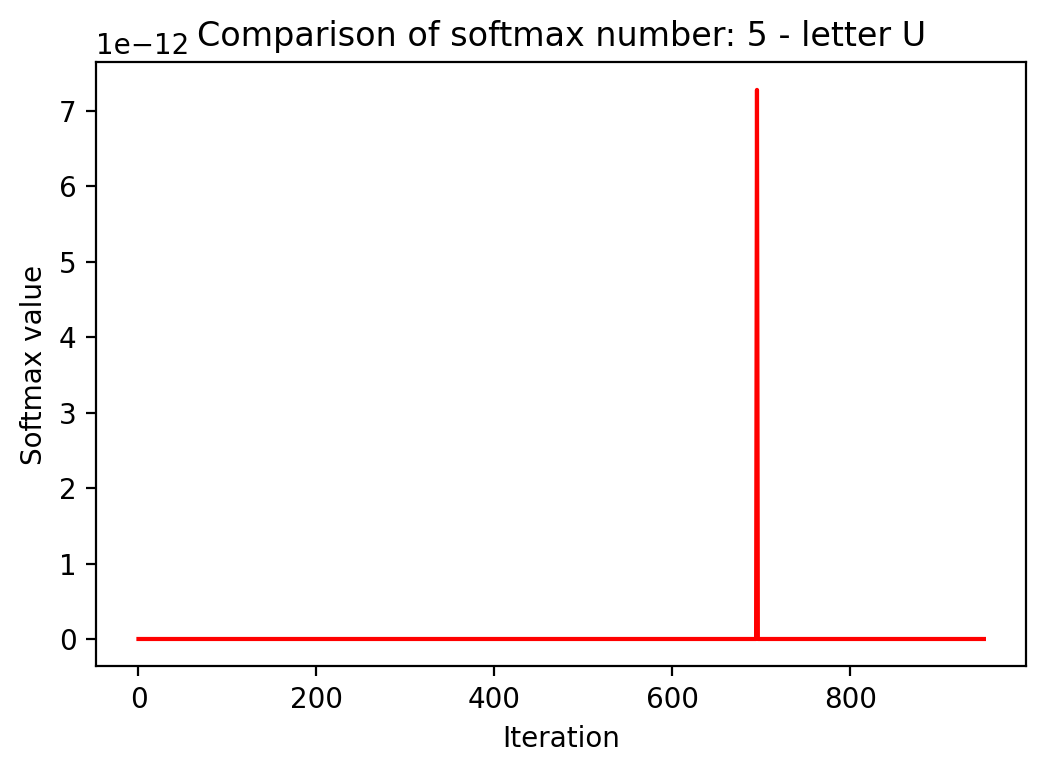 Comparison of softmax number: 5 - letter U
1e−12
7
6
5
4
3
2
1
0
Softmax value
0 200 400 600 800
Iteration